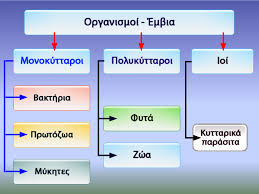 Οργανισμοί - Έμβια
Μονοκύτταροι
Πολυκύτταροι
Ιοί
Βακτήρια
Πρωτόζωα
Μύκητες
Φυτά
Ζώα
Κυτταρικά
παράσιτα